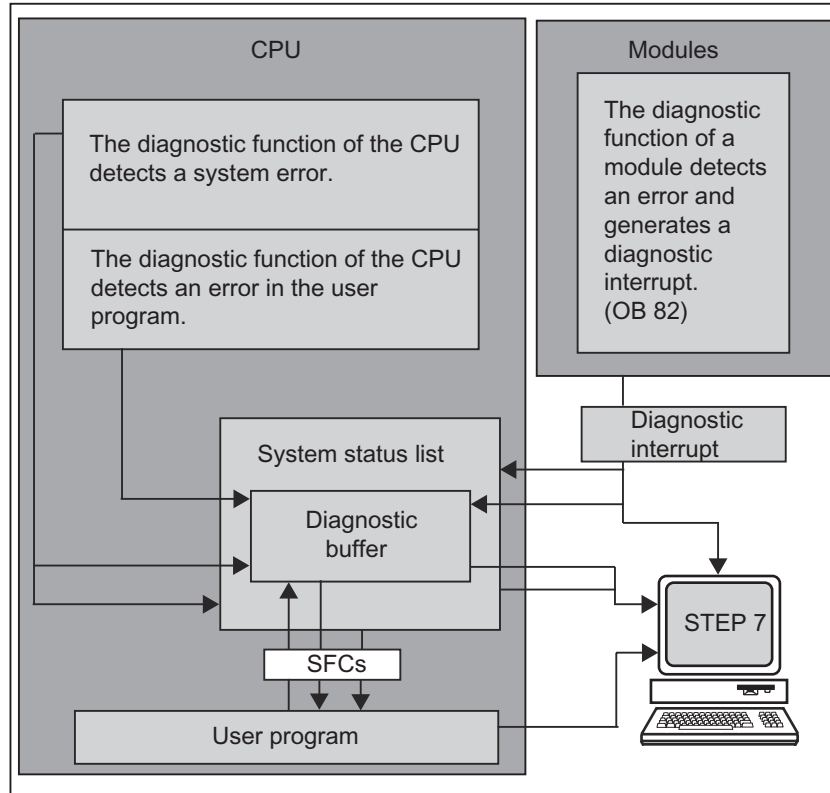 CPU
The diagnostic function of the CPU
detects a system error.
The diagnostic function of the CPU
detects an error in the user
program.
System status list
Diagnostic
buffer
SFCs
User program
Modules
The diagnostic
function of a
module detects
an error and
generates a
diagnostic
interrupt.
(OB 82)
Diagnostic
interrupt
STEP 7